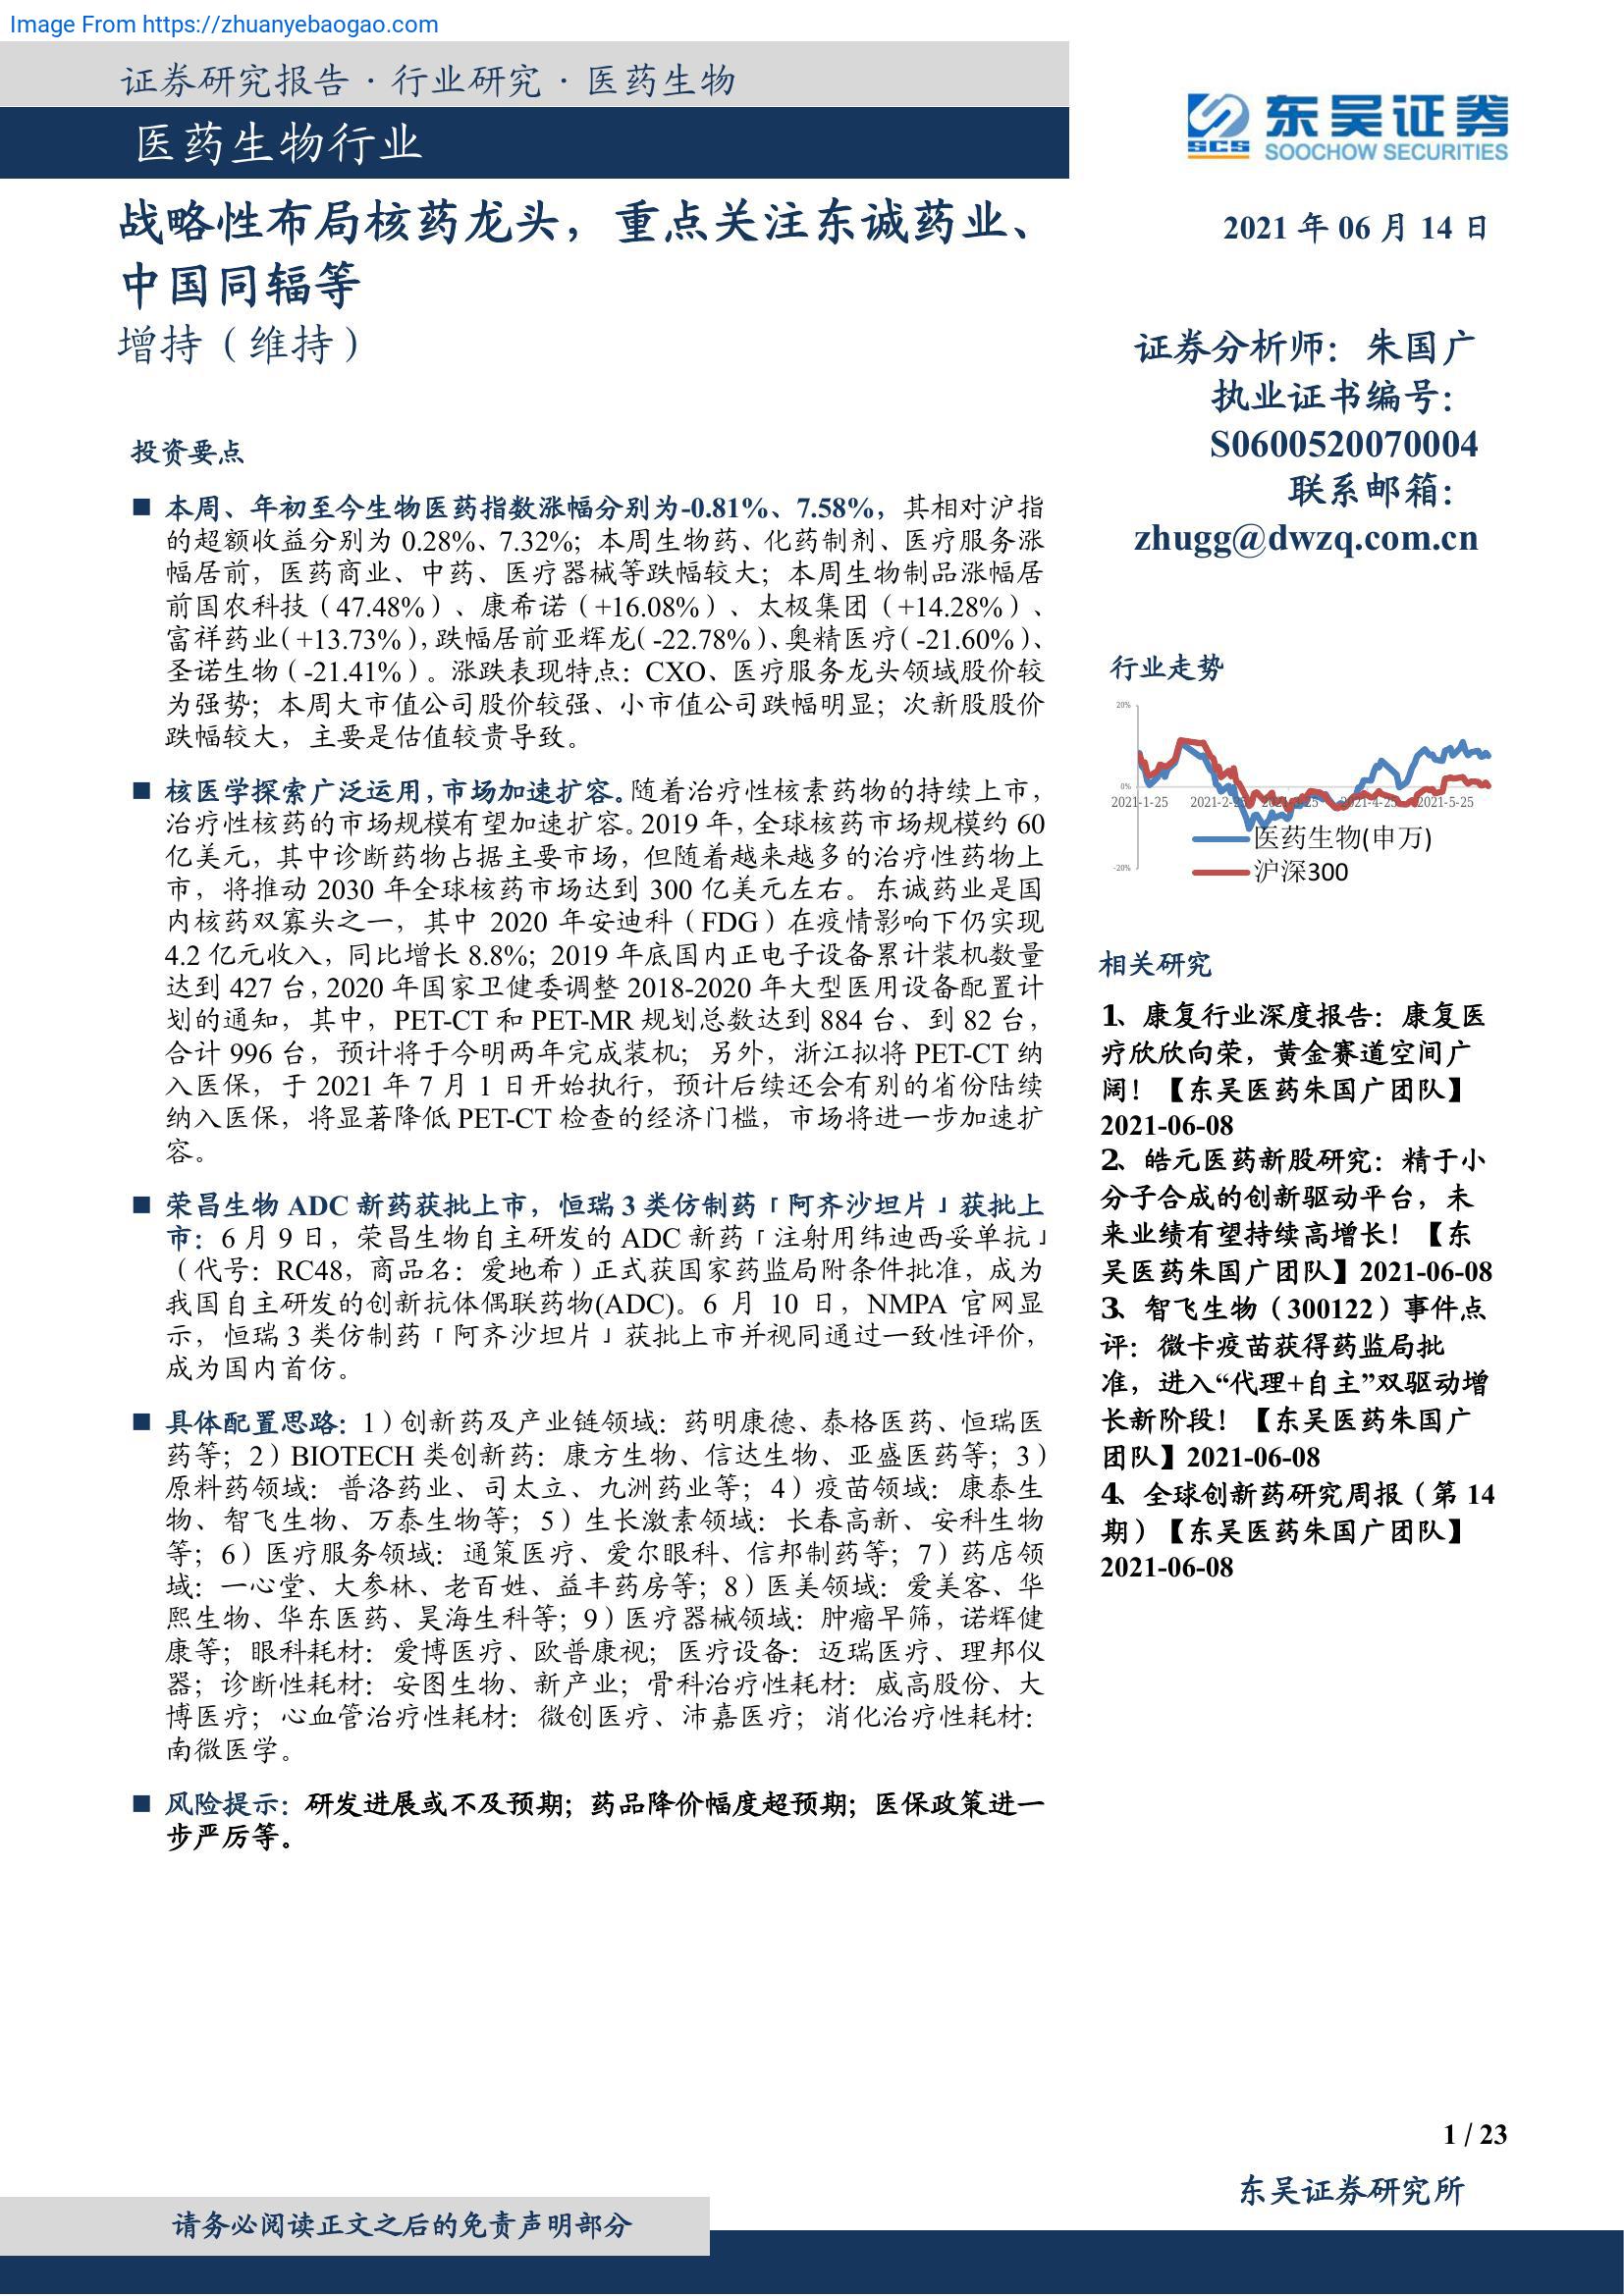 Image From https://zhuanyebaogao.com
证券研究报告·行业研究·医药生物
医药生物行业
东吴证券
SCS
SOOCHOW SECURITIES
战略性布局核药龙头，重点关注东诚药业、
中国同辐等
增持（维持）
投资要点
■ 本周、年初至今生物医药指数涨幅分别为-0.81%、7.58%，其相对沪指
的超额收益分别为 0.28%、7.32%；本周生物药、化药制剂、医疗服务涨
幅居前，医药商业、中药、医疗器械等跌幅较大；本周生物制品涨幅居
前国农科技（47.48%）、康希诺（+16.08%）、太极集团（+14.28%）、
富祥药业（+13.73%），跌幅居前亚辉龙（-22.78%）、奥精医疗（-21.60%）、
圣诺生物（-21.41%）。涨跌表现特点：CXO、医疗服务龙头领域股价较
为强势；本周大市值公司股价较强、小市值公司跌幅明显；次新股股价
跌幅较大，主要是估值较贵导致。
■ 核医学探索广泛运用，市场加速扩容。随着治疗性核素药物的持续上市，
治疗性核药的市场规模有望加速扩容。2019 年，全球核药市场规模约 60
亿美元，其中诊断药物占据主要市场，但随着越来越多的治疗性药物上
市，将推动 2030 年全球核药市场达到 300 亿美元左右。东诚药业是国
内核药双寡头之一，其中 2020 年安迪科（FDG）在疫情影响下仍实现
4.2 亿元收入，同比增长 8.8%；2019 年底国内正电子设备累计装机数量
达到 427 台，2020 年国家卫健委调整 2018-2020 年大型医用设备配置计
划的通知，其中，PET-CT 和 PET-MR 规划总数达到 884 台、到 82 台，
合计 996 台，预计将于今明两年完成装机；另外，浙江拟将 PET-CT 纳
入医保，于 2021 年 7 月 1 日开始执行，预计后续还会有别的省份陆续
纳入医保，将显著降低 PET-CT 检查的经济门槛，市场将进一步加速扩
容。
■ 荣昌生物 ADC 新药获批上市，恒瑞 3 类仿制药「阿齐沙坦片」获批上
市：6 月 9 日，荣昌生物自主研发的 ADC 新药「注射用纬迪西妥单抗」
（代号：RC48，商品名：爱地希）正式获国家药监局附条件批准，成为
我国自主研发的创新抗体偶联药物(ADC)。6 月 10 日，NMPA 官网显
示，恒瑞 3 类仿制药「阿齐沙坦片」获批上市并视同通过一致性评价，
成为国内首仿。
■ 具体配置思路：1）创新药及产业链领域：药明康德、泰格医药、恒瑞医
药等；2）BIOTECH 类创新药：康方生物、信达生物、亚盛医药等；3）
原料药领域：普洛药业、司太立、九洲药业等；4）疫苗领域：康泰生
物、智飞生物、万泰生物等；5）生长激素领域：长春高新、安科生物
等；6）医疗服务领域：通策医疗、爱尔眼科、信邦制药等；7）药店领
域：一心堂、大参林、老百姓、益丰药房等；8）医美领域：爱美客、华
熙生物、华东医药、昊海生科等；9）医疗器械领域：肿瘤早筛，诺辉健
康等；眼科耗材：爱博医疗、欧普康视；医疗设备：迈瑞医疗、理邦仪
器；诊断性耗材：安图生物、新产业；骨科治疗性耗材：威高股份、大
博医疗；心血管治疗性耗材：微创医疗、沛嘉医疗；消化治疗性耗材：
南微医学。
■ 风险提示：研发进展或不及预期；药品降价幅度超预期；医保政策进一
步严厉等。
2021 年 06 月 14 日
证券分析师：朱国广
执业证书编号：
S0600520070004
联系邮箱：
zhugg@dwzq.com.cn
行业走势
20%
0%
2021-1-25 2021-2-25 2021-3-25 2021-4-25 2021-5-25
医药生物(申万)
-20%
沪深300
相关研究
1、康复行业深度报告：康复医
疗欣欣向荣，黄金赛道空间广
阔！【东吴医药朱国广团队】
2021-06-08
2、皓元医药新股研究：精于小
分子合成的创新驱动平台，未
来业绩有望持续高增长！【东
吴医药朱国广团队】2021-06-08
3、智飞生物（300122）事件点
评：微卡疫苗获得药监局批
准，进入“代理+自主”双驱动增
长新阶段！【东吴医药朱国广
团队】2021-06-08
4、全球创新药研究周报（第 14
期）【东吴医药朱国广团队】
2021-06-08
1 / 23
东吴证券研究所
请务必阅读正文之后的免责声明部分